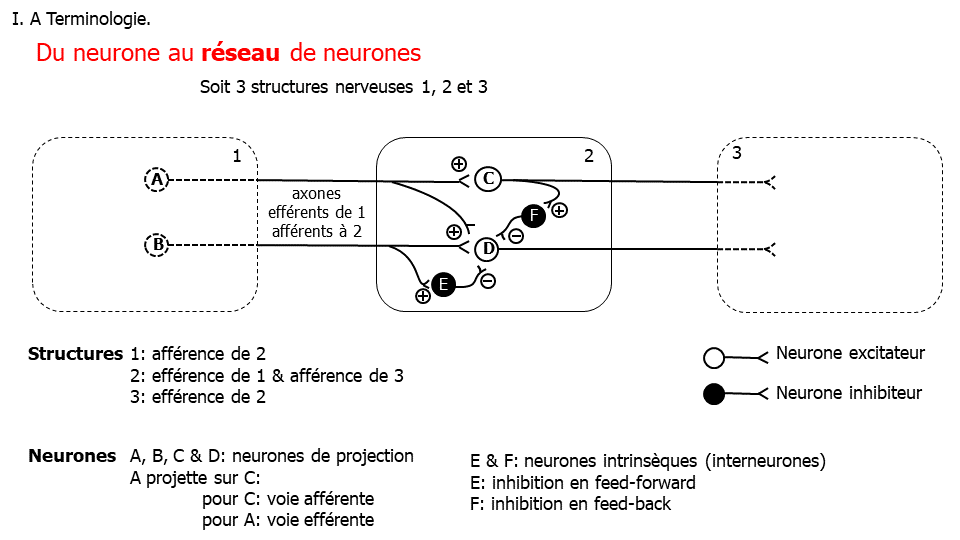 I. A Terminologie.
Du neurone au réseau de neurones
Soit 3 structures nerveuses 1, 2 et 3
1
2
3
A
C
axones
efférents de 1
afférents à 2
F
B
D
E
Structures 1: afférence de 2
2: efférence de 1 & afférence de 3
3: efférence de 2
Neurone excitateur
Neurone inhibiteur
Neurones A, B, C & D: neurones de projection
A projette sur C:
pour C: voie afférente
pour A: voie efférente
E & F: neurones intrinsèques (interneurones)
E: inhibition en feed-forward
F: inhibition en feed-back